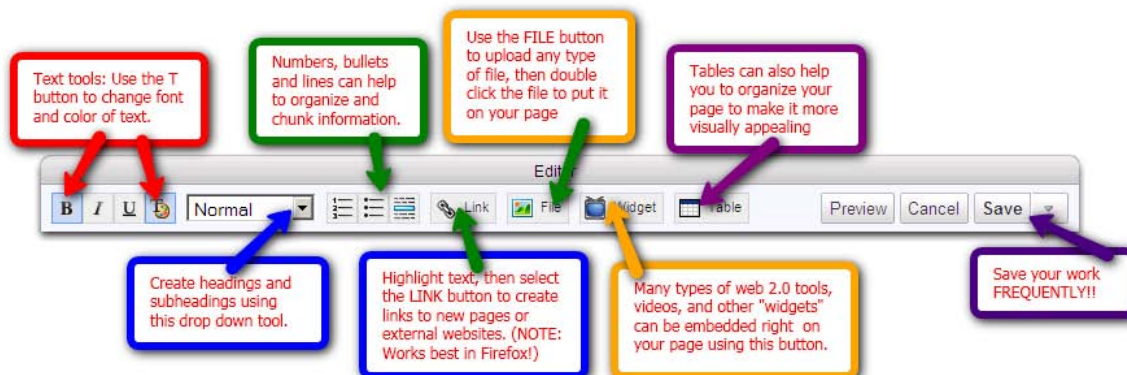 Text tools: Use the T
button to change font
and color of text.
Numbers, bullets
and lines can help
to organize and
chunk information.
Use the FILE button
to upload any type
of file, then double
click the file to put it
on your page
Tables can also help
you to organize your
page to make it more
visually appealing
Editor
B I U T Normal Link File Widget Table Preview Cancel Save
Create headings and
subheadings using
this drop down tool.
Highlight text, then select
the LINK button to create
links to new pages or
external websites. (NOTE:
Works best in Firefox!)
Many types of web 2.0 tools,
videos, and other "widgets"
can be embedded right on
your page using this button.
Save your work
FREQUENTLY!!